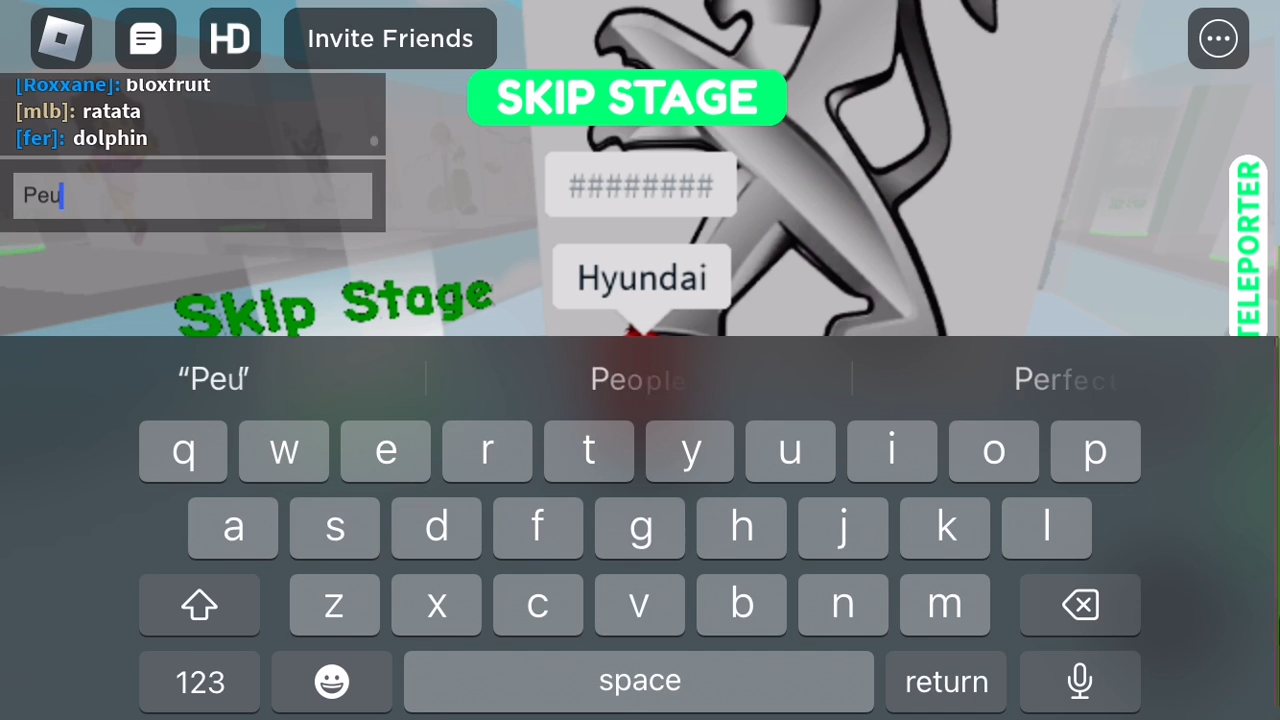 HD
Invite Friends
[Roxxane]: bloxfruit
[mlb]: ratata
[fer]: dolphin
Peu
SKIP STAGE
########
Hyundai
Skip Stage
TELEPORTER
“Peu”
People
Perfect
q w e r t y u i o p
a s d f g h j k l
z x c v b n m
123
space
return